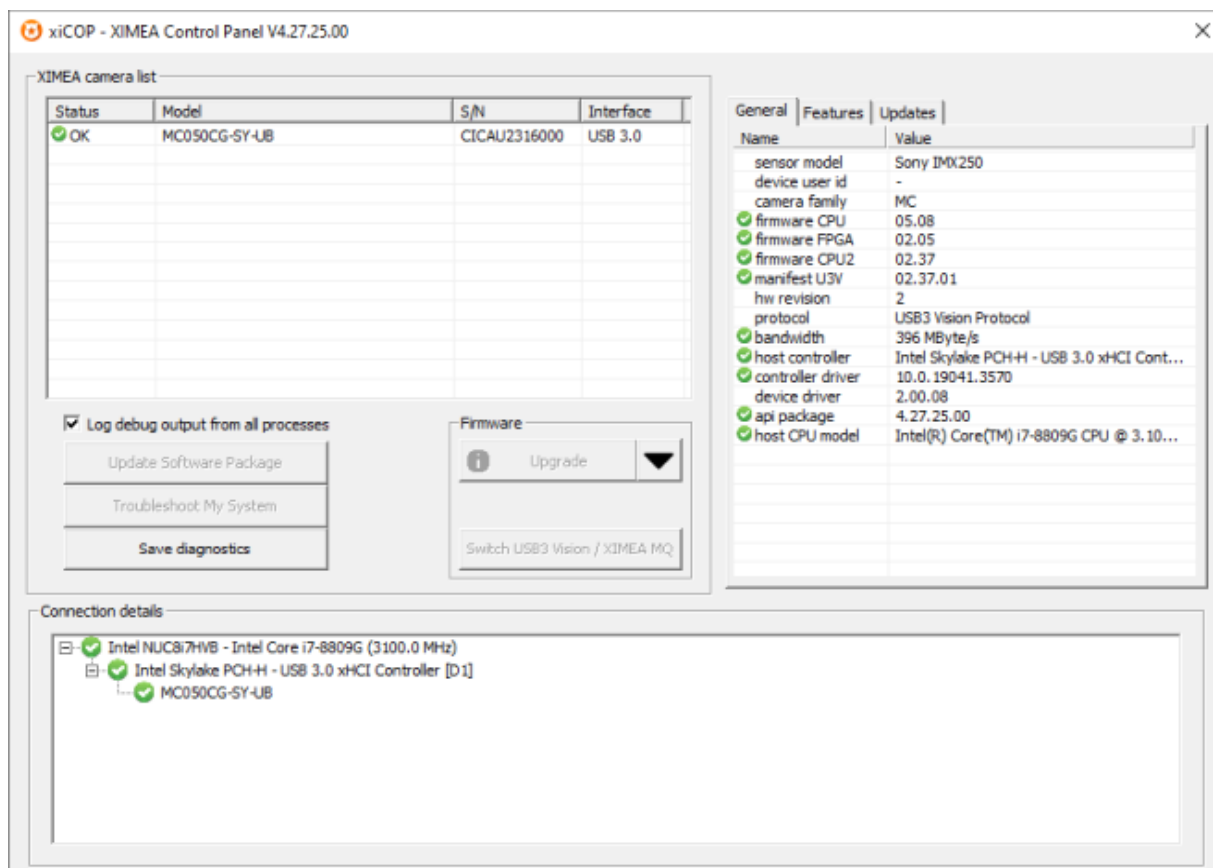 xiCOP - XIMEA Control Panel V4.27.25.00
XIMEA camera list
Status Model S/N Interface
OK MC050CG-SY-UB CICAU2316000 USB 3.0
Log debug output from all processes
Update Software Package
Troubleshoot My System
Save diagnostics
Firmware
Upgrade
Switch USB3 Vision / XIMEA MQ
General Features Updates
Name Value
sensor model Sony IMX250
device user id -
camera family MC
firmware CPU 05.08
firmware FPGA 02.05
firmware CPU2 02.37
manifest U3V 02.37.01
hw revision 2
protocol USB3 Vision Protocol
bandwidth 396 MByte/s
host controller Intel Skylake PCH-H - USB 3.0 xHCI Cont...
controller driver 10.0.19041.3570
device driver 2.00.08
api package 4.27.25.00
host CPU model Intel(R) Core(TM) i7-8809G CPU @ 3.10...
Connection details
Intel NUC8i7HVB - Intel Core i7-8809G (3100.0 MHz)
Intel Skylake PCH-H - USB 3.0 xHCI Controller [D1]
MC050CG-SY-UB